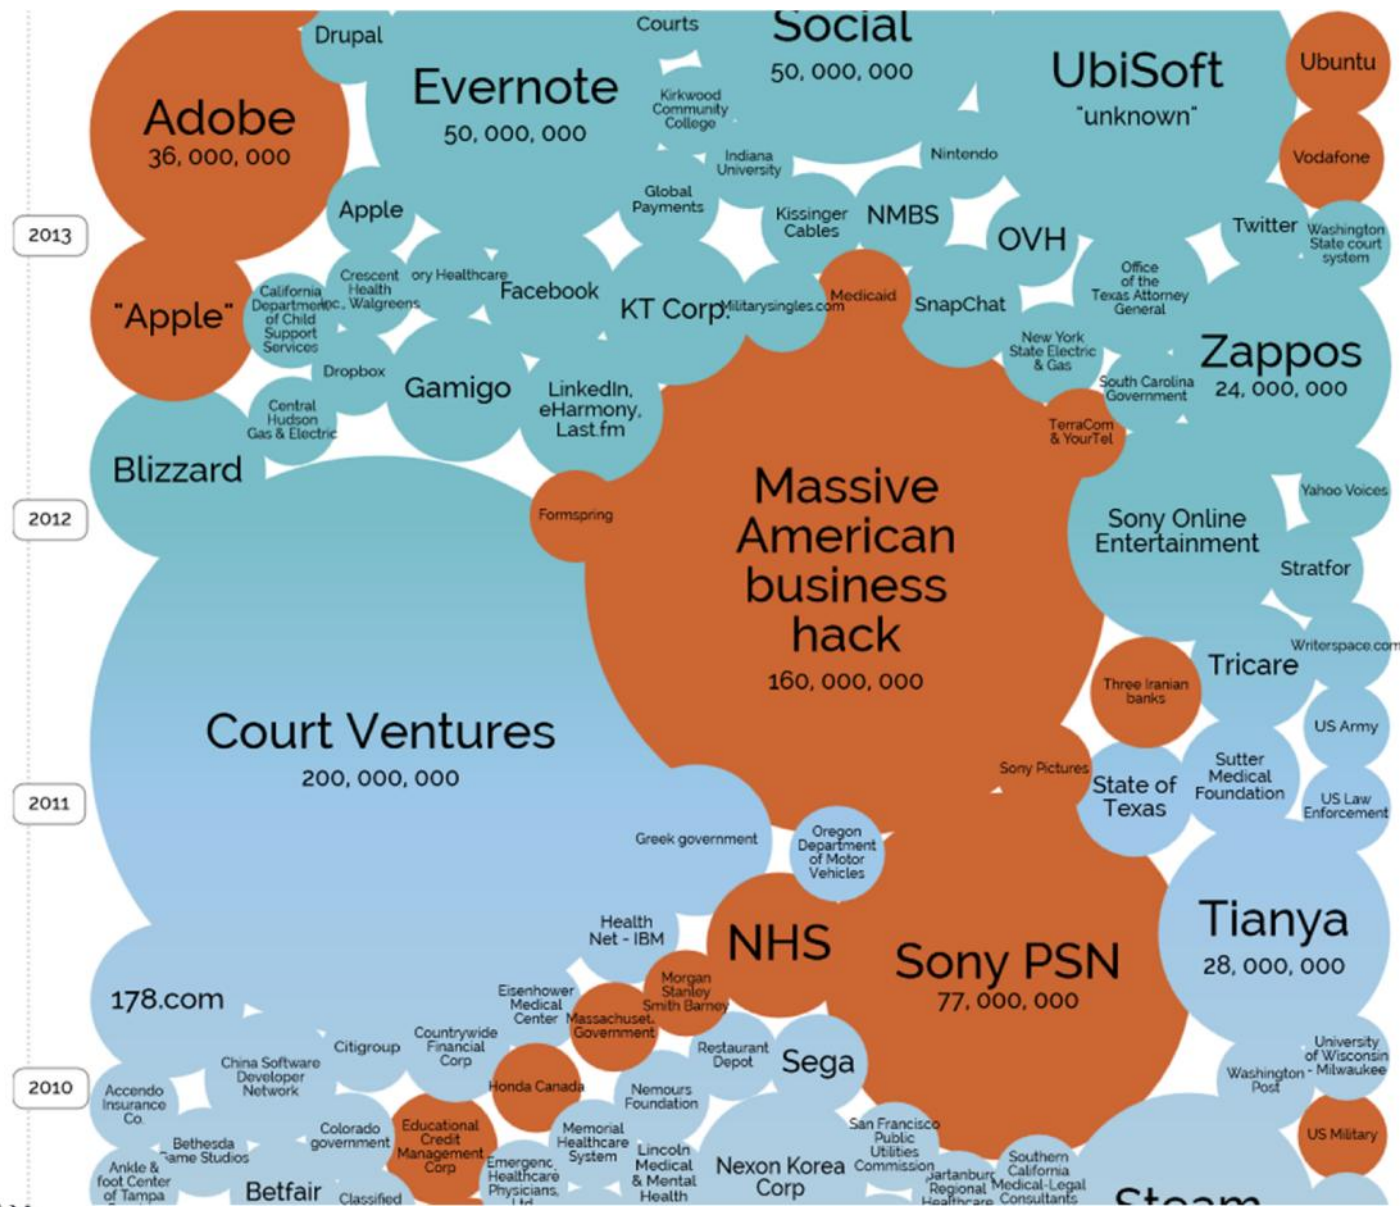 Drupal
Courts
Social
50, 000, 000
Evernote
50, 000, 000
Adobe
36, 000, 000
UbiSoft
"unknown"
Ubuntu
Kirkwood
Community
College
Indiana
University
Nintendo
Vodafone
Apple
Global
Payments
Kissinger
Cables
NMBS
OVH
Twitter
Washington
State court
system
2013
"Apple"
California
Department
of Child
Support
Services
Crescent
Health
Inc., Walgreens
ory Healthcare
Facebook
KT Corp.
Militarysingles.com
Medicaid
SnapChat
Office
of the
Texas Attorney
General
New York
State Electric
& Gas
Zappos
24, 000, 000
South Carolina
Government
Dropbox
Gamigo
LinkedIn,
eHarmony,
Last.fm
Central
Hudson
Gas & Electric
TerraCom
& YourTel
Blizzard
2012
Formspring
Massive
American
business
hack
160, 000, 000
Sony Online
Entertainment
Yahoo Voices
Stratfor
Writerspace.com
Tricare
Three Iranian
banks
US Army
Court Ventures
200, 000, 000
Sony Pictures
State of
Texas
Sutter
Medical
Foundation
US Law
Enforcement
2011
Greek government
Oregon
Department
of Motor
Vehicles
Health
Net - IBM
NHS
Sony PSN
77, 000, 000
Tianya
28, 000, 000
178.com
Eisenhower
Medical
Center
Morgan
Stanley
Smith Barney
Massachuset.
Government
Citigroup
Countrywide
Financial
Corp
China Software
Developer
Network
Restaurant
Depot
Sega
University
of Wisconsin
- Milwaukee
Washington
Post
2010
Accendo
Insurance
Co.
Honda Canada
Nemours
Foundation
Colorado
government
Educational
Credit
Management
Corp
Memorial
Healthcare
System
San Francisco
Public
Utilities
Commission
US Military
Bethesda
Game Studios
Ankle &
foot Center
of Tampa
Betfair
Classified
Emergenc
Healthcare
Physicians,
Ltd
Lincoln
Medical
& Mental
Health
Nexon Korea
Corp
partanburg
Regional
Healthcare
Southern
California
Medical-Legal
Consultants
Steam